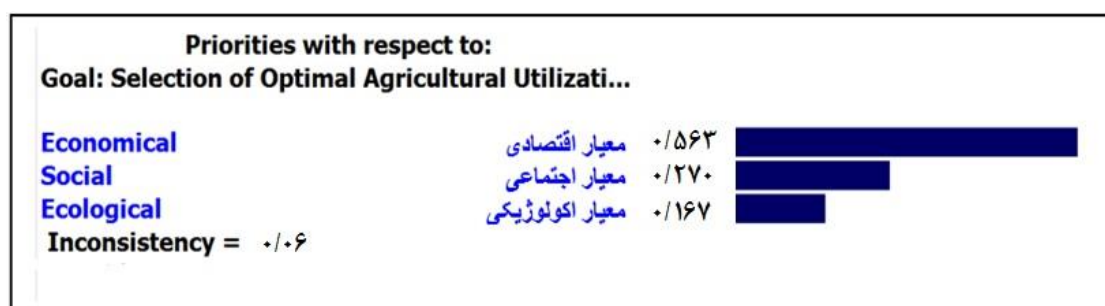 Priorities with respect to:
Goal: Selection of Optimal Agricultural Utilizati...
Economical معیار اقتصادی ۰/۵۶۳
Social معیار اجتماعی ۰/۲۷۰
Ecological معیار اکولوژیکی ۰/۱۶۷
Inconsistency = ۰/۰۶